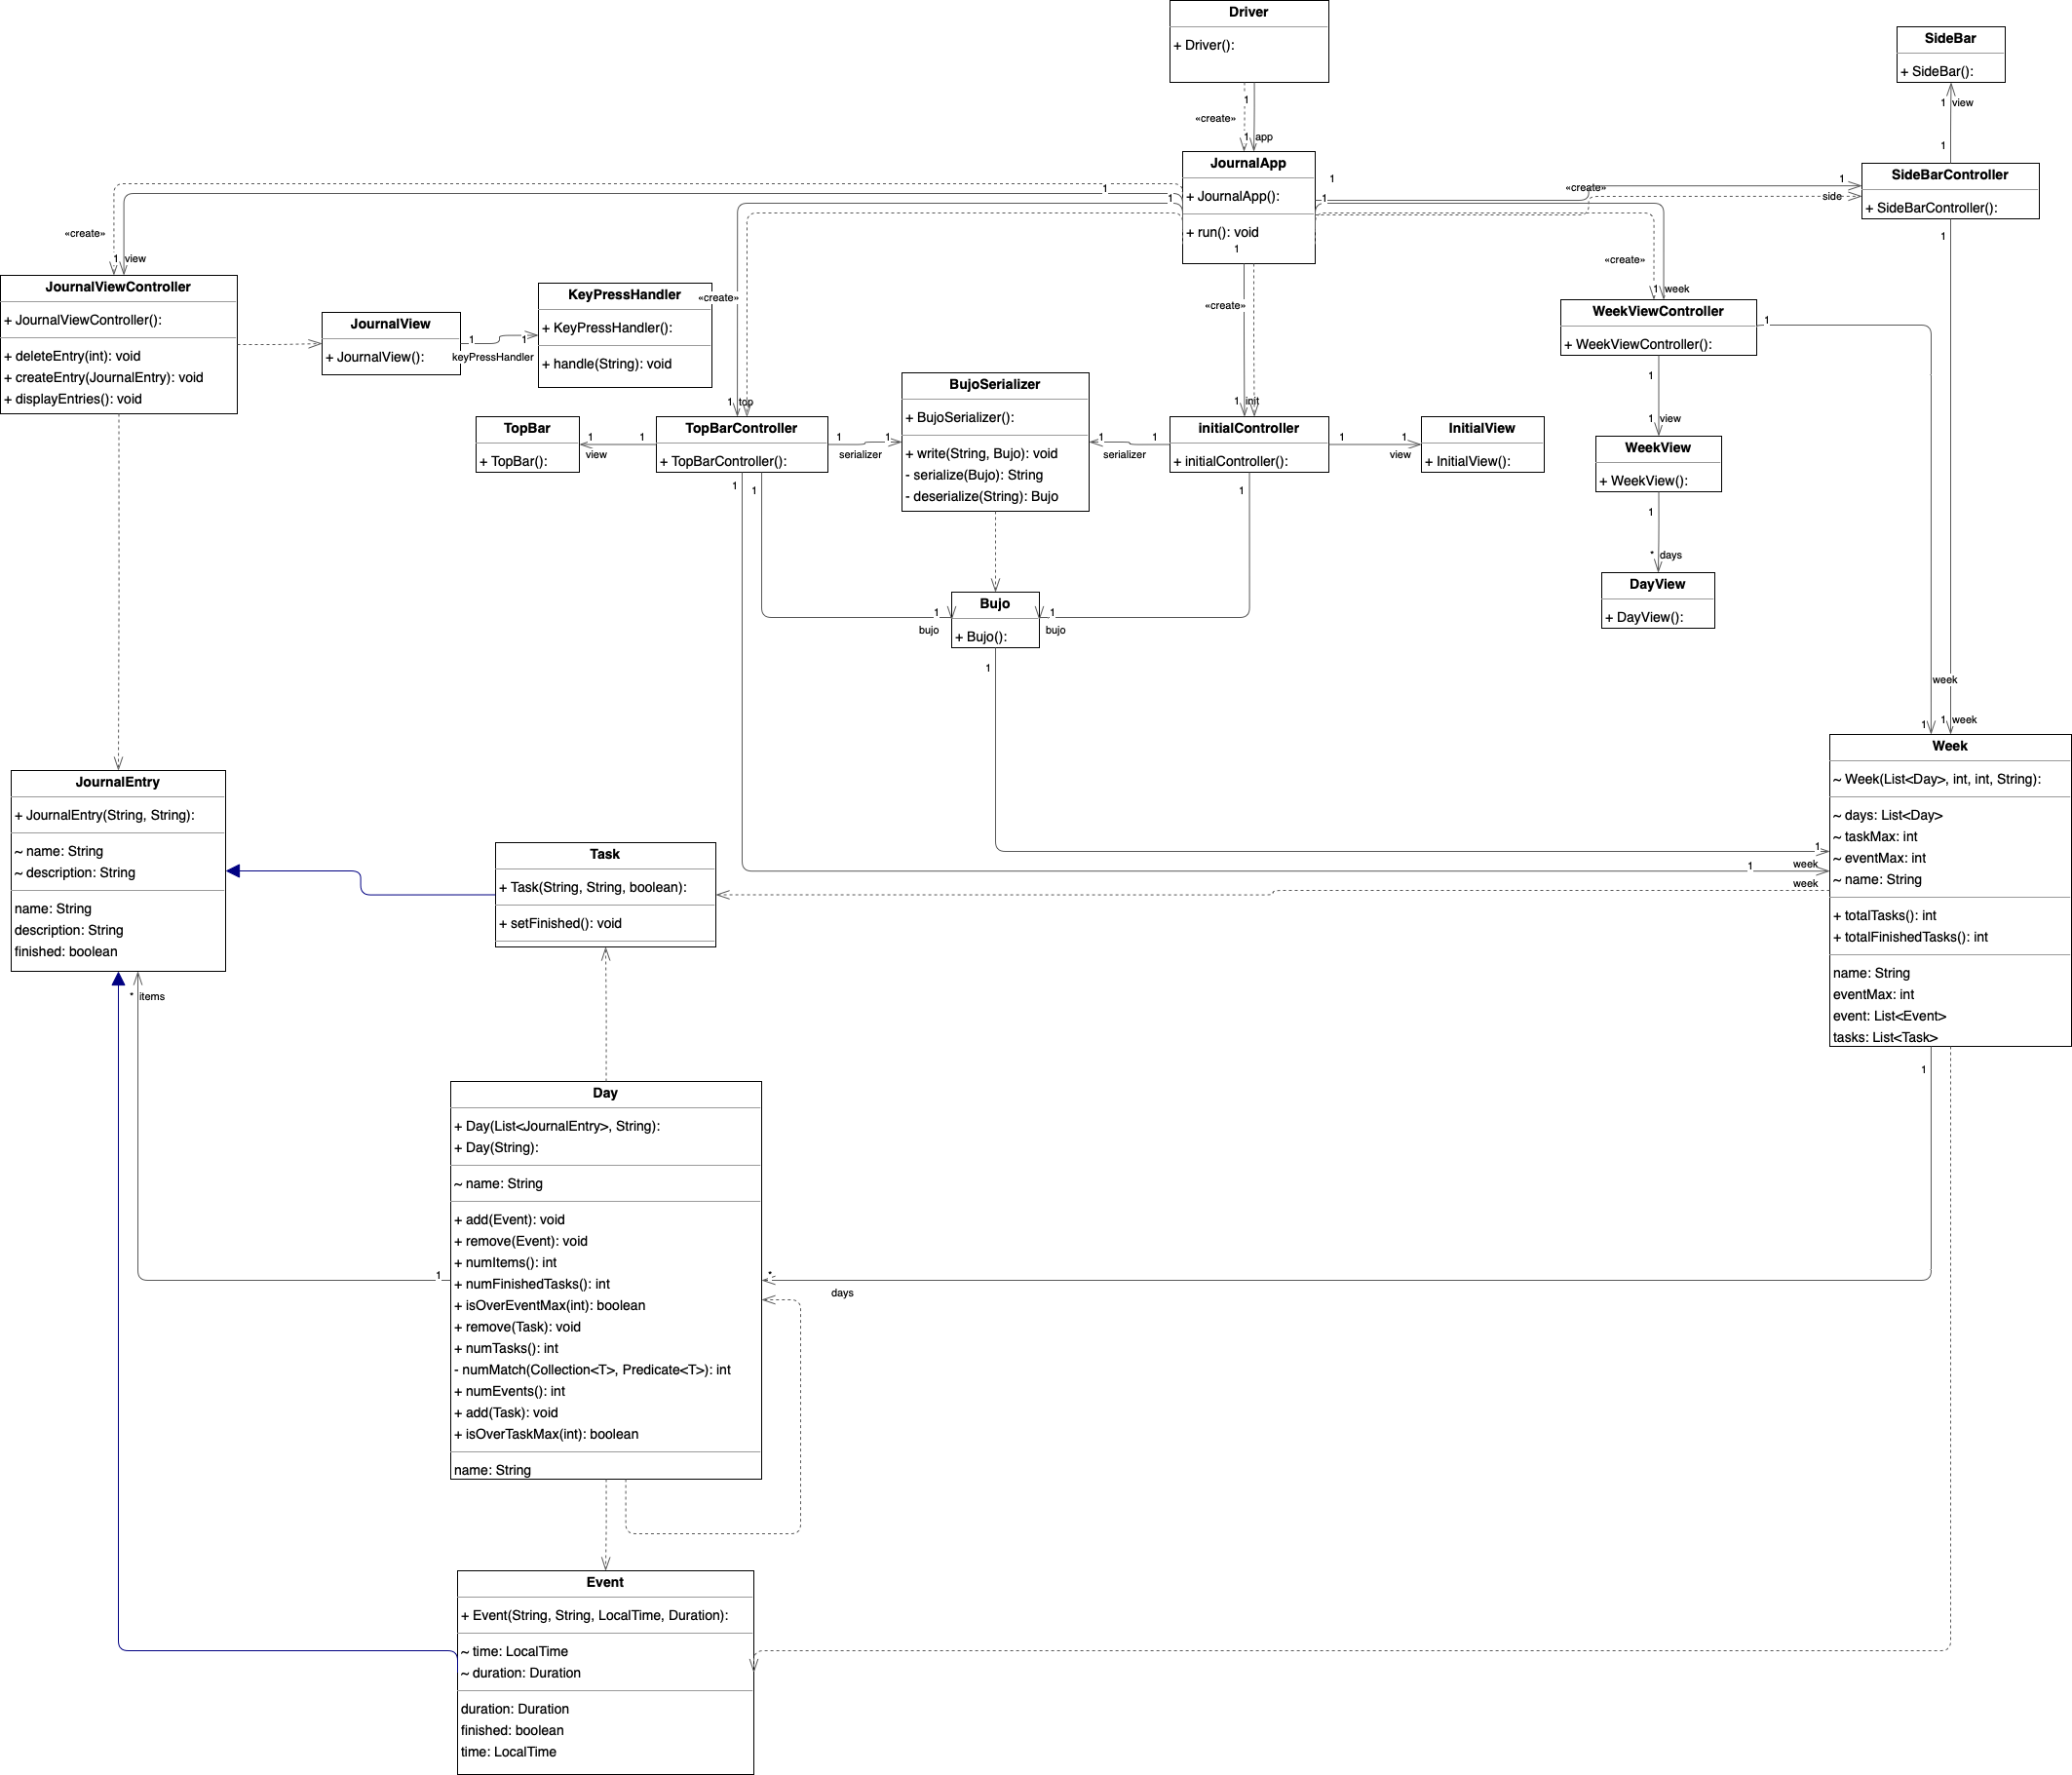 Driver
+ Driver():
SideBar
+ SideBar():
1
«create»
1
app
1
view
1
JournalApp
+ JournalApp():
+ run(): void
1
SideBarController
+ SideBarController():
1
1
1
1
1
«create»
1
side
«create»
1
view
«create»
1
week
1
JournalViewController
+ JournalViewController():
+ deleteEntry(int): void
+ createEntry(JournalEntry): void
+ displayEntries(): void
JournalView
+ JournalView():
1
keyPressHandler
1
KeyPressHandler
+ KeyPressHandler():
+ handle(String): void
«create»
1
top
«create»
1
init
WeekViewController
+ WeekViewController():
1
1
1
view
TopBar
+ TopBar():
1
view
1
TopBarController
+ TopBarController():
1
serializer
1
BujoSerializer
+ BujoSerializer():
+ write(String, Bujo): void
- serialize(Bujo): String
- deserialize(String): Bujo
1
serializer
1
initialController
+ initialController():
1
1
view
InitialView
+ InitialView():
WeekView
+ WeekView():
1
*
days
1
1
1
DayView
+ DayView():
Bujo
+ Bujo():
1
bujo
1
bujo
1
week
1
1
week
Week
~ Week(List<Day>, int, int, String):
~ days: List<Day>
~ taskMax: int
~ eventMax: int
~ name: String
+ totalTasks(): int
+ totalFinishedTasks(): int
name: String
eventMax: int
event: List<Event>
tasks: List<Task>
1
week
1
week
JournalEntry
+ JournalEntry(String, String):
~ name: String
~ description: String
name: String
description: String
finished: boolean
*
items
Task
+ Task(String, String, boolean):
+ setFinished(): void
1
Day
+ Day(List<JournalEntry>, String):
+ Day(String):
~ name: String
+ add(Event): void
+ remove(Event): void
+ numItems(): int
+ numFinishedTasks(): int
+ isOverEventMax(int): boolean
+ remove(Task): void
+ numTasks(): int
- numMatch(Collection<T>, Predicate<T>): int
+ numEvents(): int
+ add(Task): void
+ isOverTaskMax(int): boolean
name: String
1
*
days
Event
+ Event(String, String, LocalTime, Duration):
~ time: LocalTime
~ duration: Duration
duration: Duration
finished: boolean
time: LocalTime